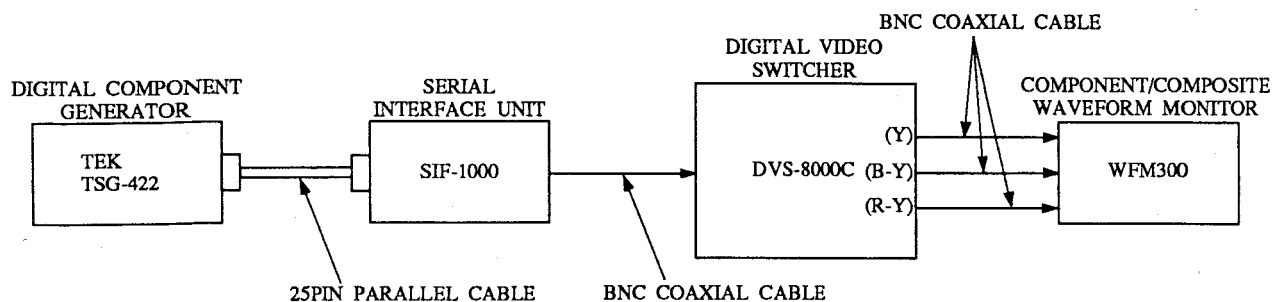 BNC COAXIAL CABLE
DIGITAL VIDEO
SWITCHER
DIGITAL COMPONENT
GENERATOR
SERIAL
INTERFACE UNIT
COMPONENT/COMPOSITE
WAVEFORM MONITOR
TEK
TSG-422
SIF-1000
DVS-8000C
(Y)
(B-Y)
(R-Y)
WFM300
25PIN PARALLEL CABLE
BNC COAXIAL CABLE